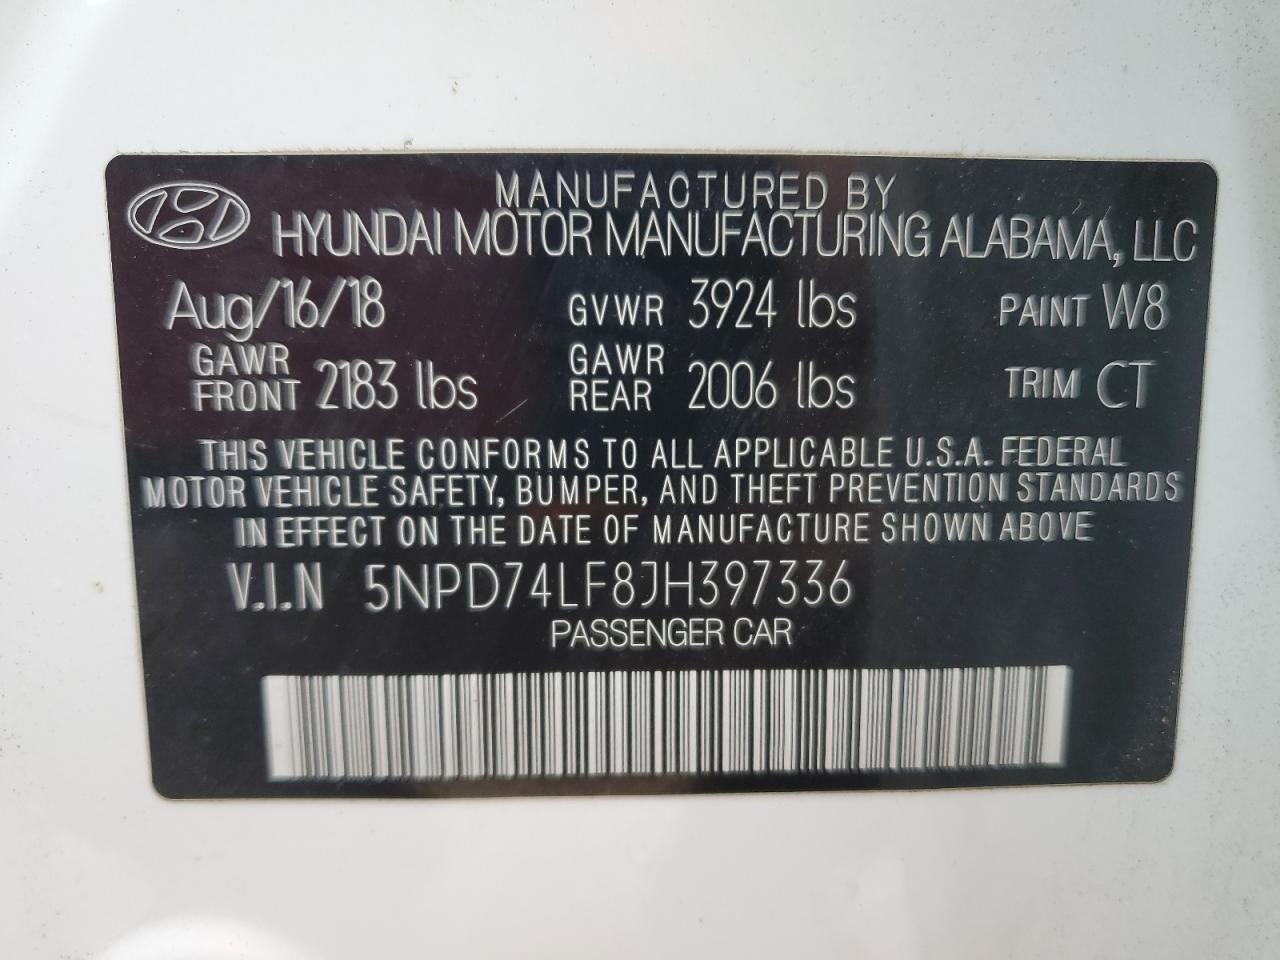 MANUFACTURED BY
HYUNDAI MOTOR MANUFACTURING ALABAMA, LLC
Aug/16/18 GVWR 3924 lbs PAINT W8
GAWR FRONT 2183 lbs GAWR REAR 2006 lbs TRIM CT
THIS VEHICLE CONFORMS TO ALL APPLICABLE U.S.A. FEDERAL
MOTOR VEHICLE SAFETY, BUMPER, AND THEFT PREVENTION STANDARDS
IN EFFECT ON THE DATE OF MANUFACTURE SHOWN ABOVE
V.I.N 5NPD74LF8JH397336
PASSENGER CAR